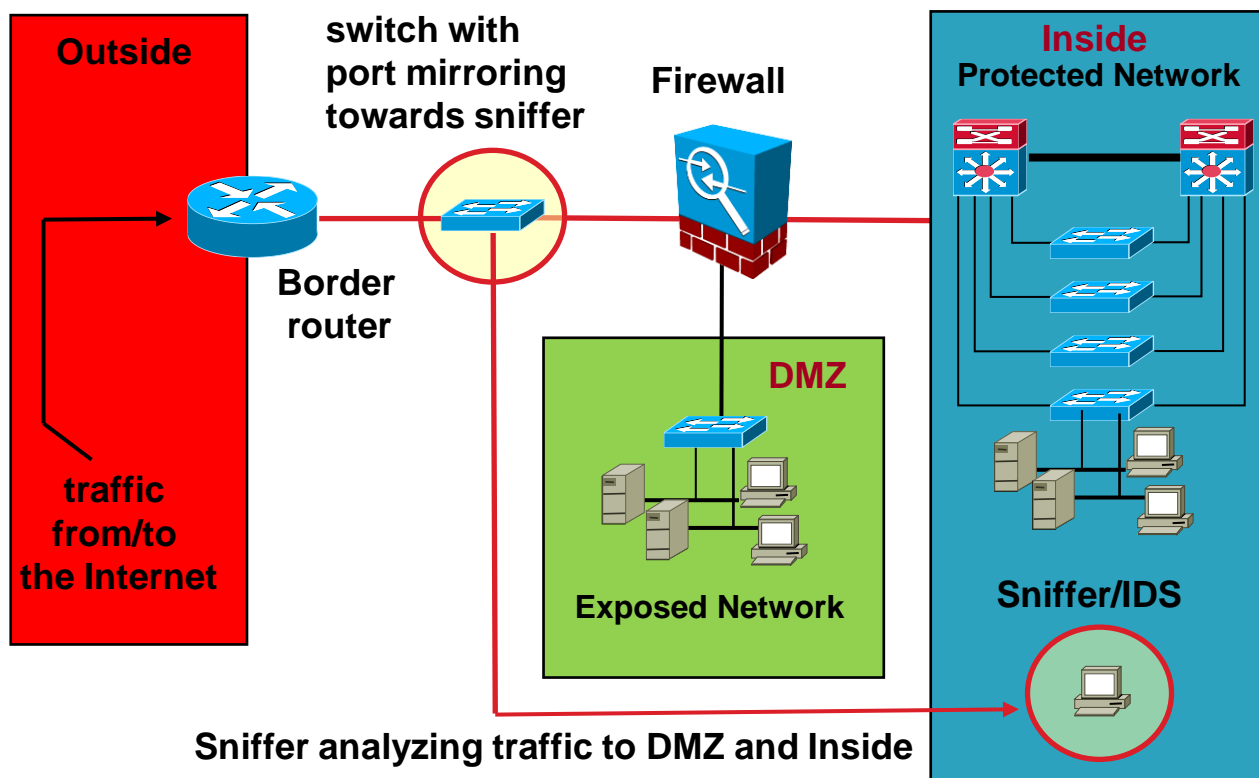 Outside
switch with
port mirroring
towards sniffer
Firewall
Inside
Protected Network
Border
router
DMZ
traffic
from/to
the Internet
Exposed Network
Sniffer/IDS
Sniffer analyzing traffic to DMZ and Inside